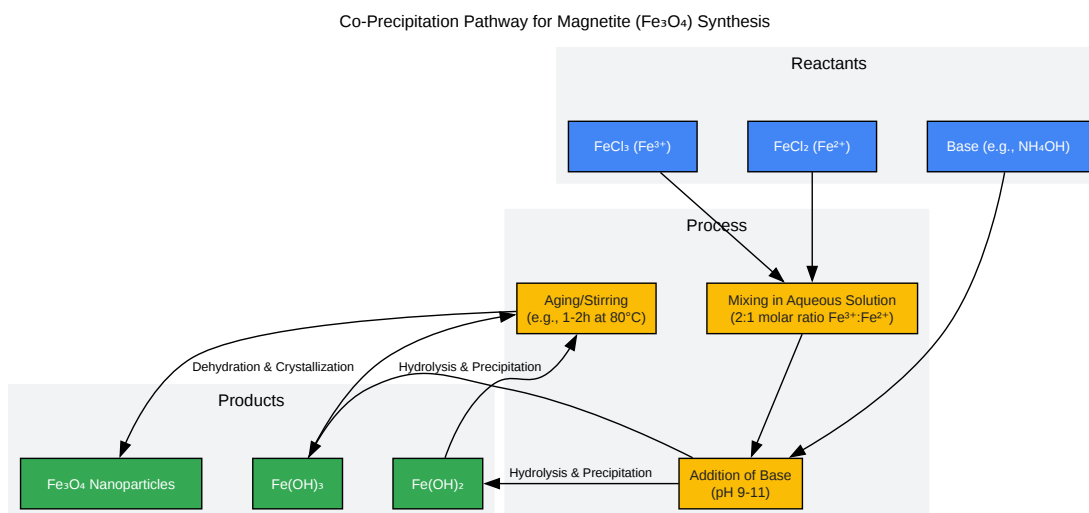 Co-Precipitation Pathway for Magnetite (Fe₃O₄) Synthesis
Reactants
FeCl₃ (Fe³⁺)
FeCl₂ (Fe²⁺)
Base (e.g., NH₄OH)
Process
Aging/Stirring
(e.g., 1-2h at 80°C)
Mixing in Aqueous Solution
(2:1 molar ratio Fe³⁺:Fe²⁺)
Dehydration & Crystallization
Hydrolysis & Precipitation
Products
Fe₃O₄ Nanoparticles
Fe(OH)₃
Fe(OH)₂
Hydrolysis & Precipitation
Addition of Base
(pH 9-11)